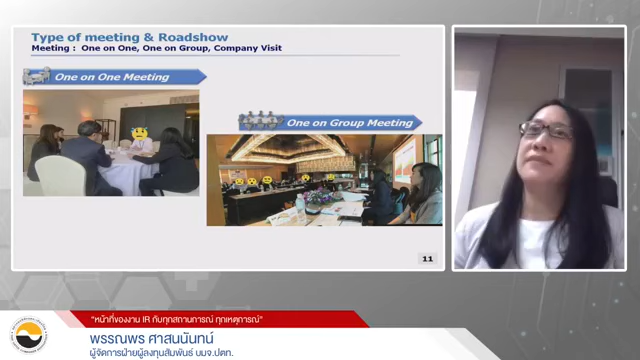 Type of meeting & Roadshow
Meeting : One on One, One on Group, Company Visit
One on One Meeting
One on Group Meeting
11
"หน้าที่ของงาน IR กับทุกสถานการณ์ ทุกเหตุการณ์"
พรรณพร ศาสนนันทน์
ผู้จัดการฝ่ายผู้ลงทุนสัมพันธ์ บมจ.ปตท.